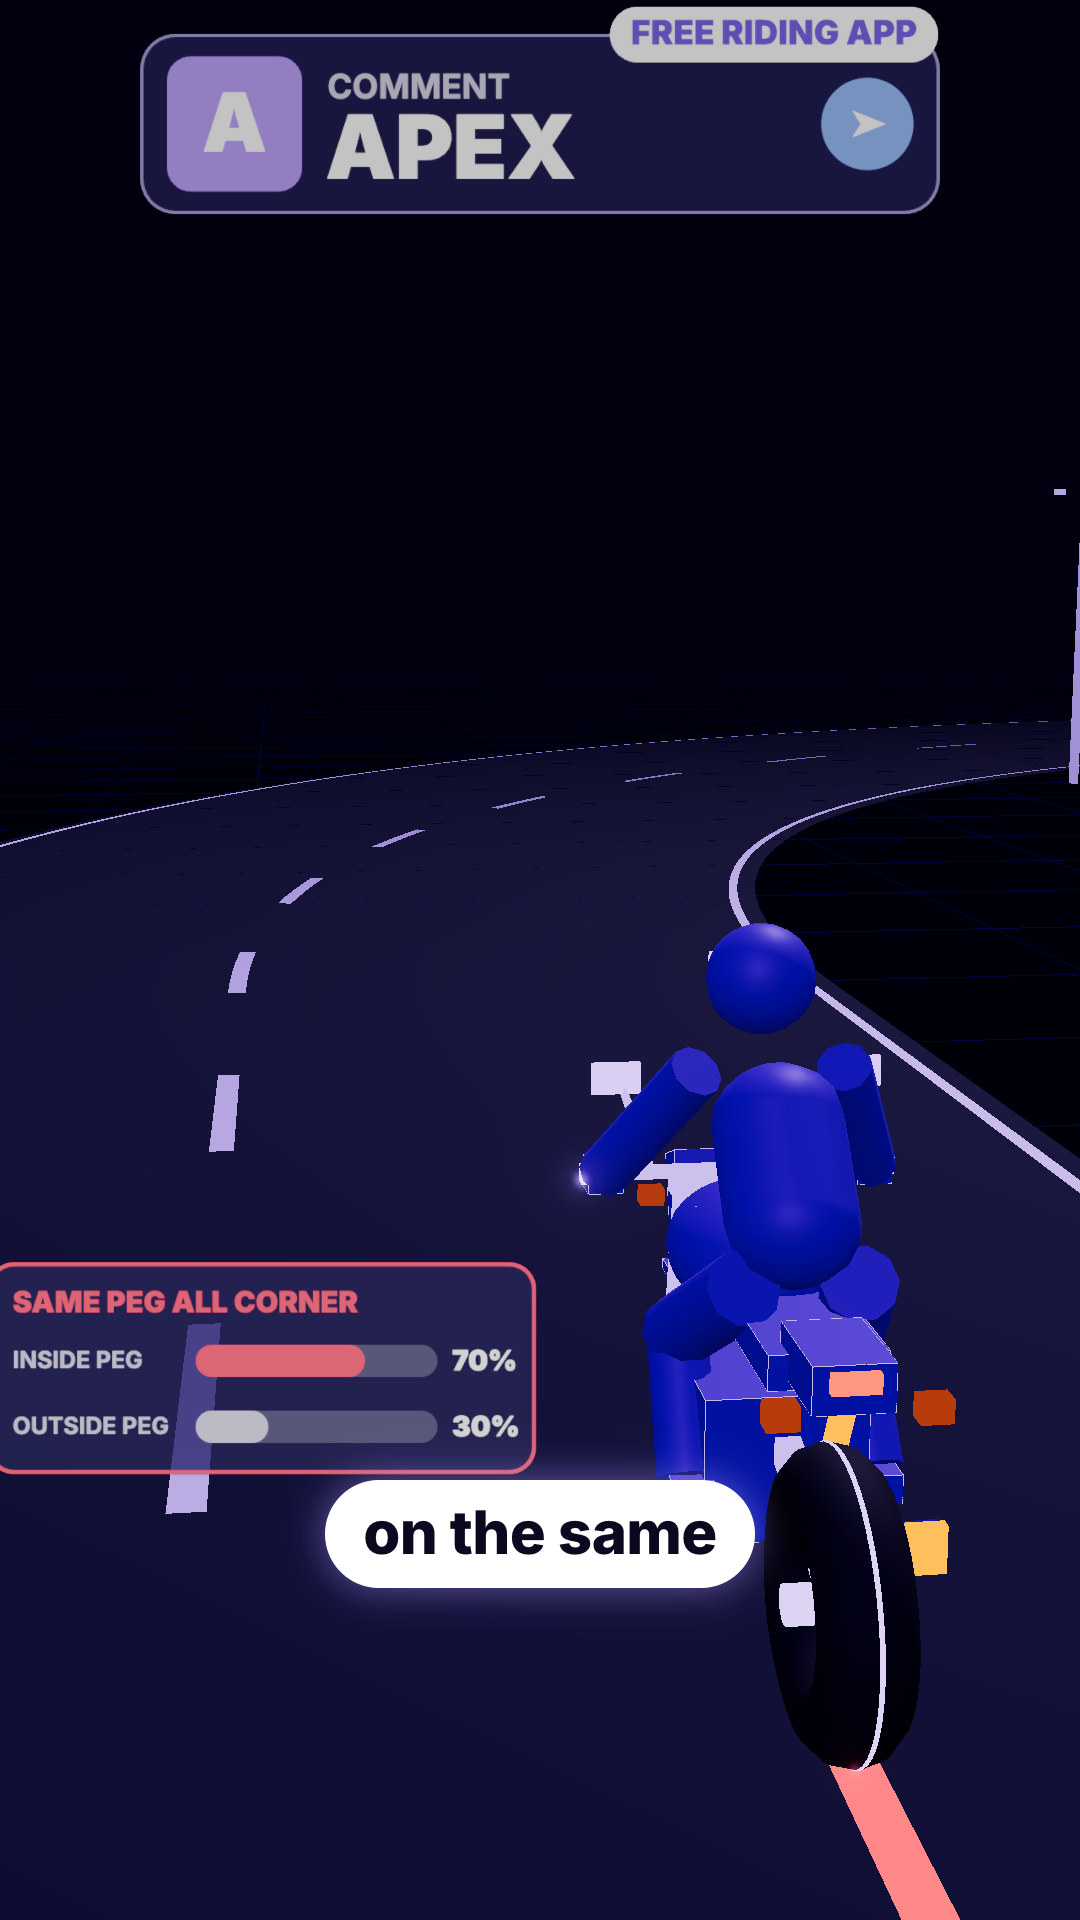 FREE RIDING APP
A
COMMENT
APEX
SAME PEG ALL CORNER
INSIDE PEG 70%
OUTSIDE PEG 30%
on the same